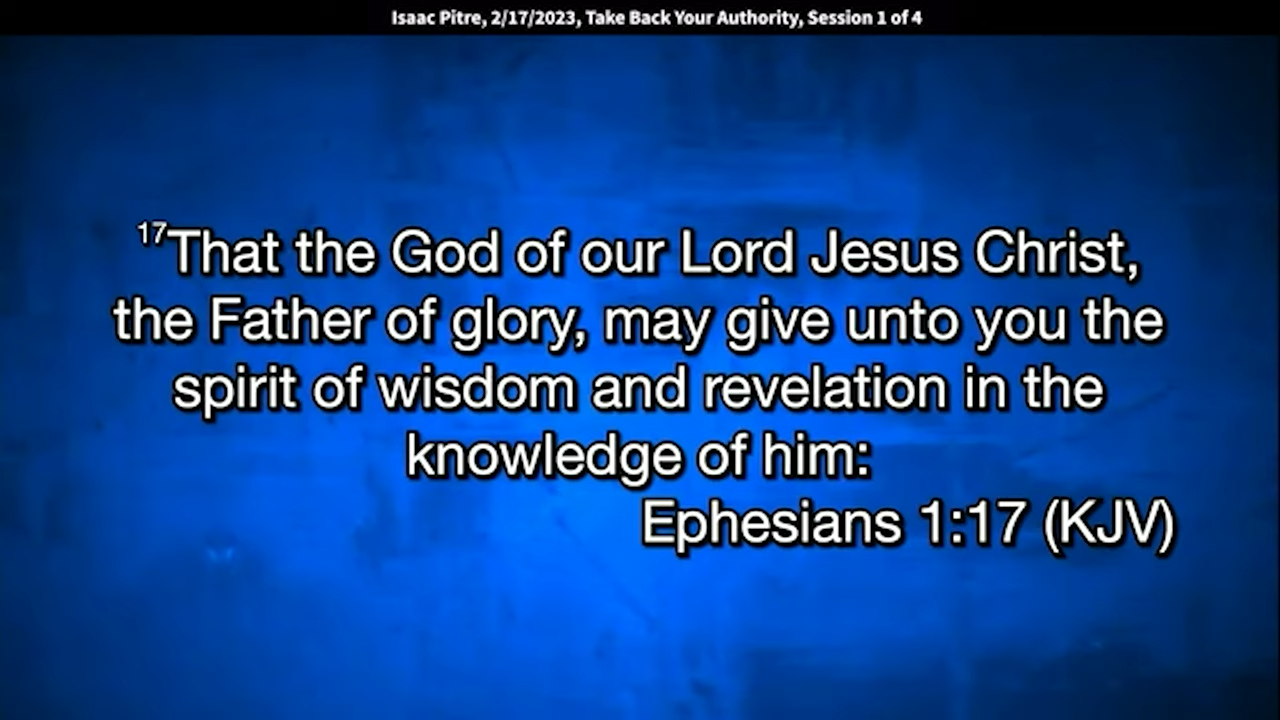 Isaac Pitre, 2/17/2023, Take Back Your Authority, Session 1 of 4
17That the God of our Lord Jesus Christ,
the Father of glory, may give unto you the
spirit of wisdom and revelation in the
knowledge of him:
Ephesians 1:17 (KJV)